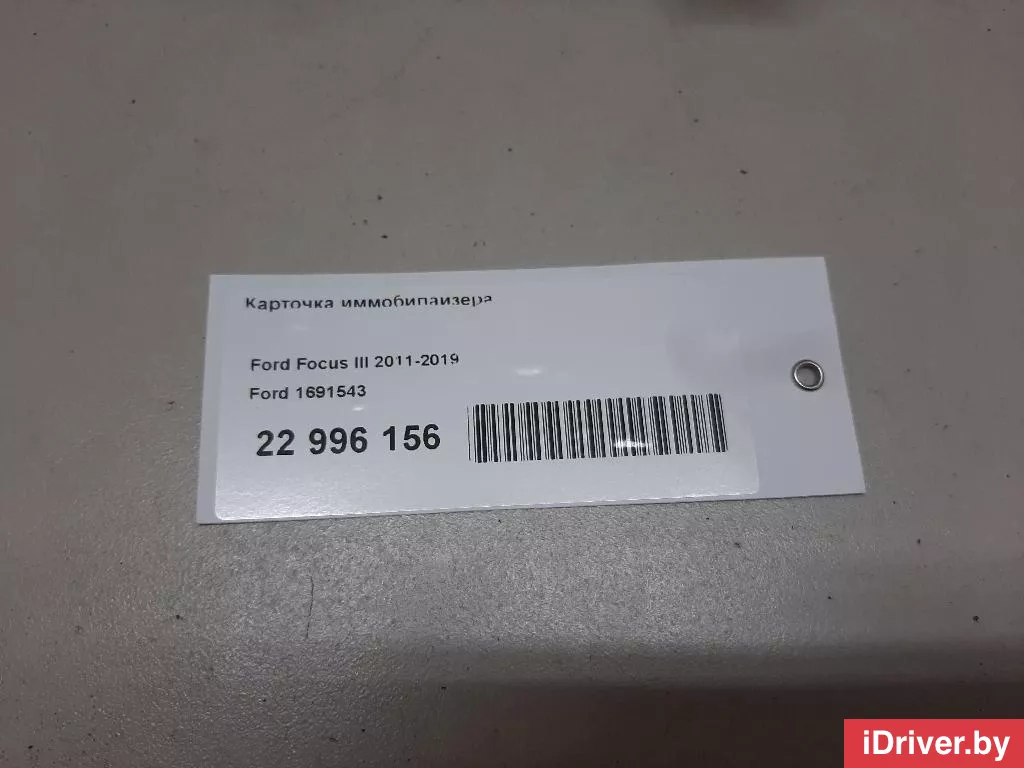 Карточка иммобилайзера
Ford Focus III 2011-2019
Ford 1691543
22 996 156
iDriver.by